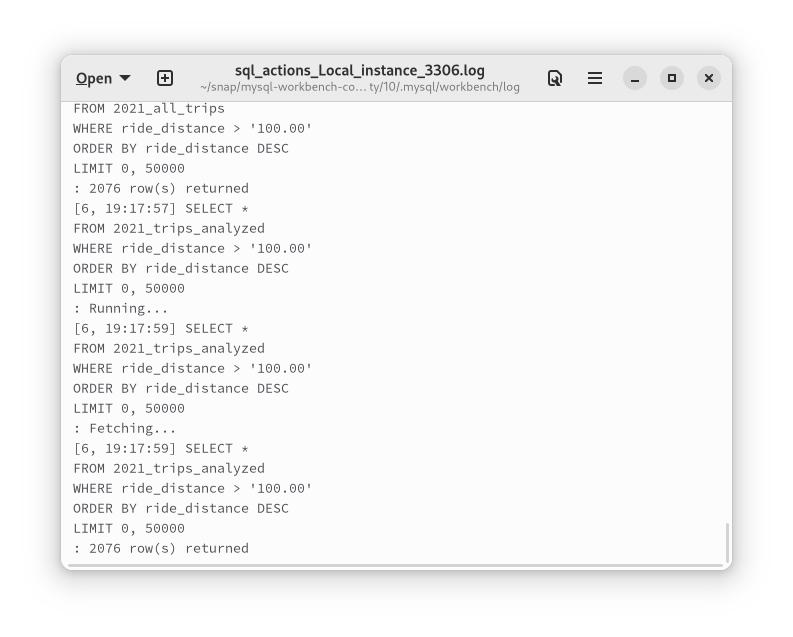 Open
sql_actions_Local_instance_3306.log
~/snap/mysql-workbench-co... ty/10/.mysql/workbench/log
FROM 2021_all_trips
WHERE ride_distance > '100.00'
ORDER BY ride_distance DESC
LIMIT 0, 50000
: 2076 row(s) returned
[6, 19:17:57] SELECT *
FROM 2021_trips_analyzed
WHERE ride_distance > '100.00'
ORDER BY ride_distance DESC
LIMIT 0, 50000
: Running...
[6, 19:17:59] SELECT *
FROM 2021_trips_analyzed
WHERE ride_distance > '100.00'
ORDER BY ride_distance DESC
LIMIT 0, 50000
: Fetching...
[6, 19:17:59] SELECT *
FROM 2021_trips_analyzed
WHERE ride_distance > '100.00'
ORDER BY ride_distance DESC
LIMIT 0, 50000
: 2076 row(s) returned